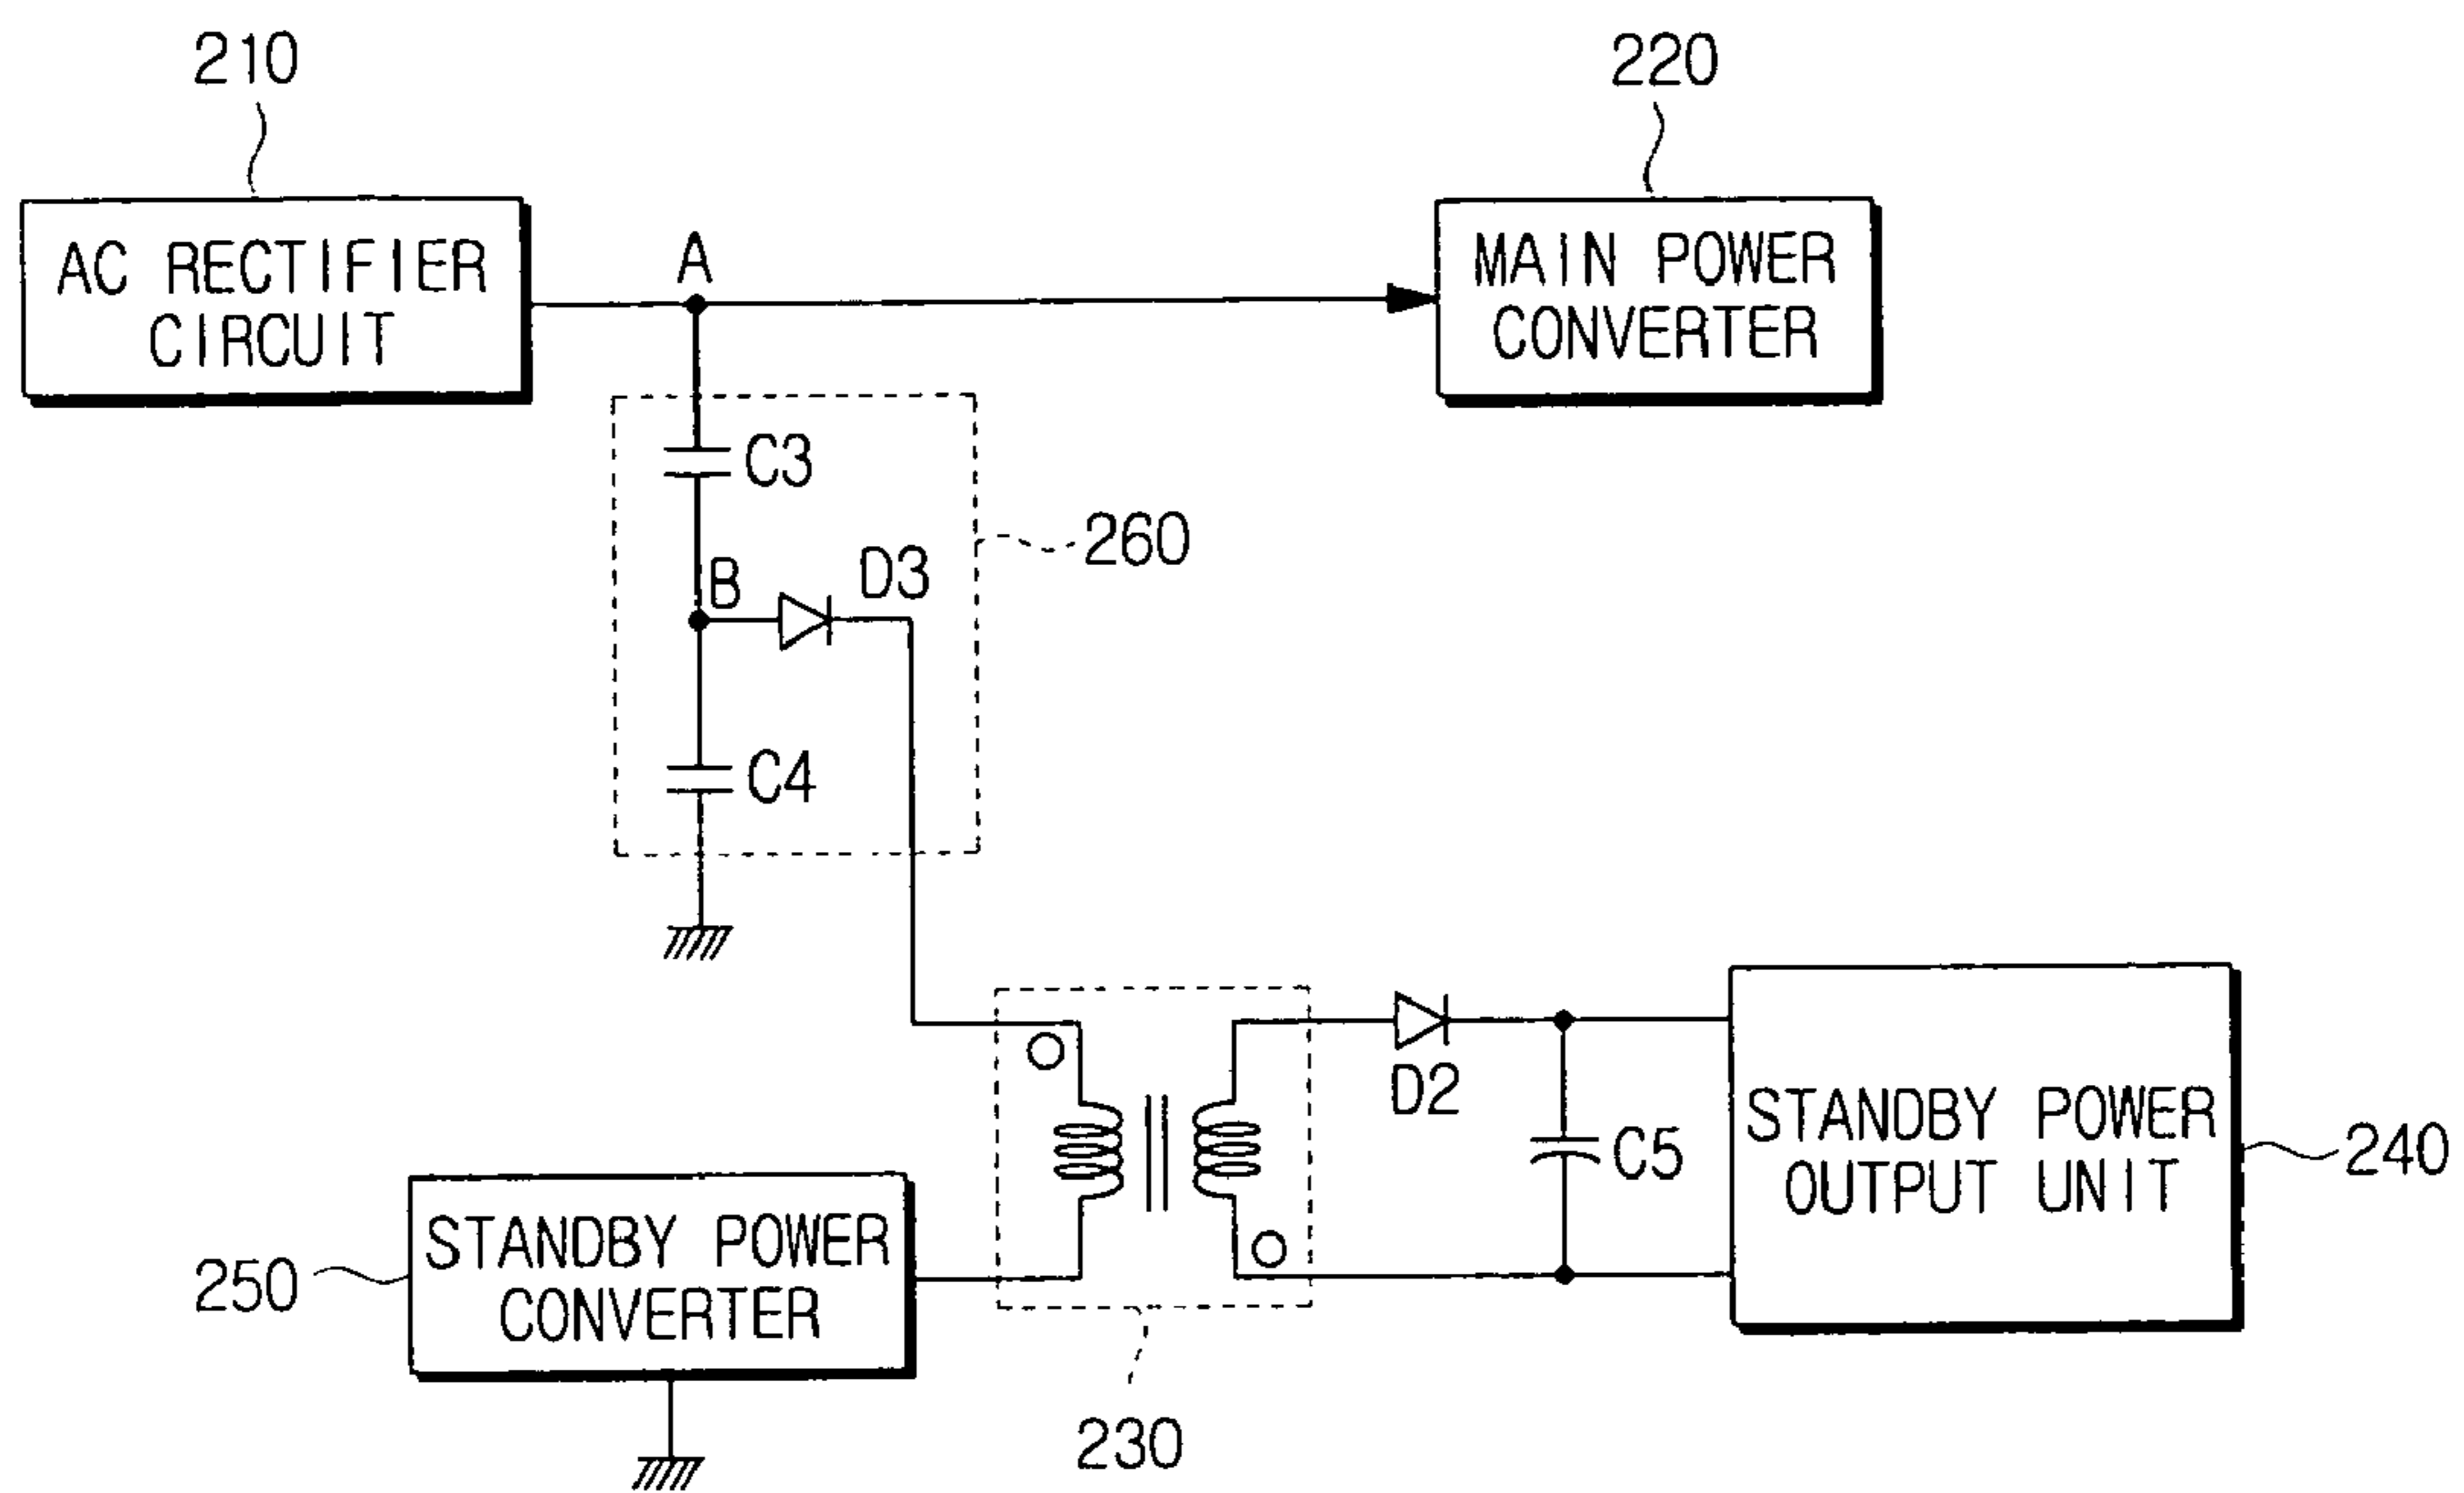 210
220
AC RECTIFIER
CIRCUIT
A
MAIN POWER
CONVERTER
C3
260
B
D3
C4
D2
STANDBY POWER
OUTPUT UNIT
C5
240
STANDBY POWER
CONVERTER
250
230